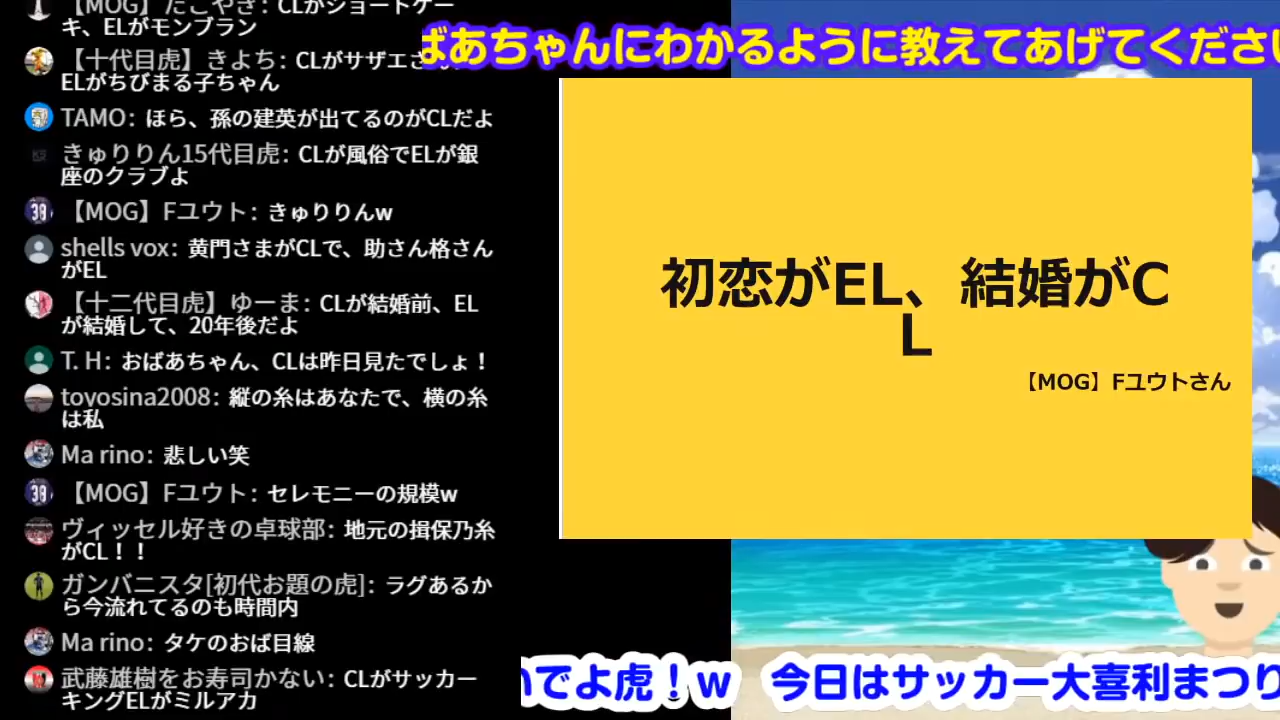 【MOG】たこやき: CLがショートケー
キ、ELがモンブラン
【十代目虎】きよち: CLがサザエさん
ELがちびまる子ちゃん
TAMO: ほら、孫の建英が出てるのがCLだよ
きゅりりん15代目虎: CLが風俗でELが銀
座のクラブよ
【MOG】Fユウト: きゅりりんw
shells vox: 黄門さまがCLで、助さん格さん
がEL
【十二代目虎】ゆーま: CLが結婚前、EL
が結婚して、20年後だよ
T. H: おばあちゃん、CLは昨日見たでしょ！
toyosina2008: 縦の糸はあなたで、横の糸
は私
Ma rino: 悲しい笑
【MOG】Fユウト: セレモニーの規模w
ヴィッセル好きの卓球部: 地元の揖保乃糸
がCL！！
ガンバニスタ[初代お題の虎]: ラグあるか
ら今流れてるのも時間内
Ma rino: タケのおば目線
武藤雄樹をお寿司かない: CLがサッカー
キングELがミルアカ
ばあちゃんにわかるように教えてあげてください
初恋がEL、結婚がC
L
【MOG】Fユウトさん
いでよ虎！w 今日はサッカー大喜利まつり